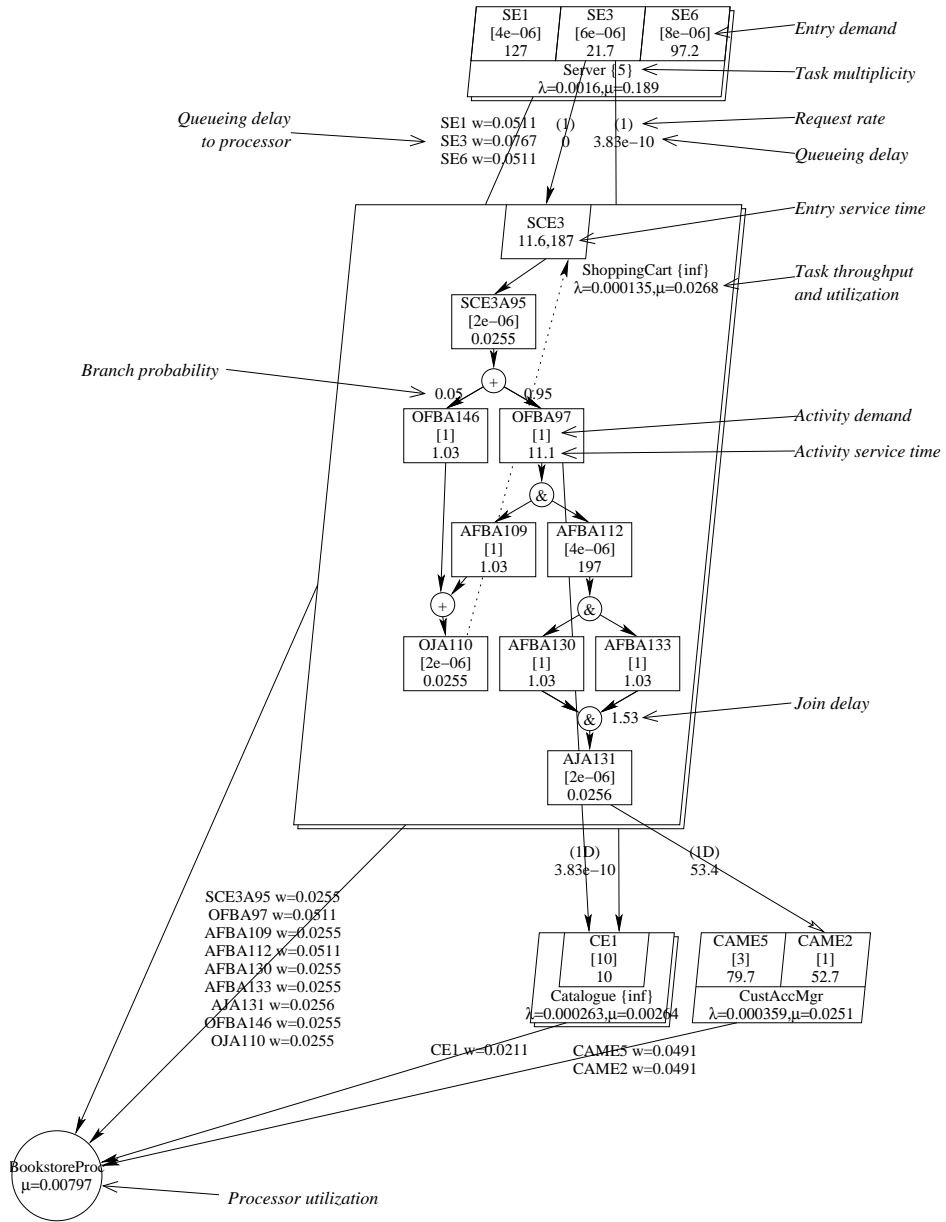 SE1
[4e−06]
127
SE3
[6e−06]
21.7
SE6
[8e−06]
97.2
Server {5}
λ=0.0016,μ=0.189
Entry demand
Task multiplicity
Queueing delay
to processor
SE1 w=0.0511
SE3 w=0.0767
SE6 w=0.0511
(1)
0
(1)
3.83e−10
Request rate
Queueing delay
SCE3
11.6,187
Entry service time
ShoppingCart {inf}
λ=0.000135,μ=0.0268
Task throughput
and utilization
SCE3A95
[2e−06]
0.0255
Branch probability
+
0.05
0.95
OFBA146
[1]
1.03
OFBA97
[1]
11.1
Activity demand
Activity service time
&
AFBA109
[1]
1.03
AFBA112
[4e−06]
197
+
&
OJA110
[2e−06]
0.0255
AFBA130
[1]
1.03
AFBA133
[1]
1.03
&
1.53
Join delay
AJA131
[2e−06]
0.0256
(1D)
3.83e−10
(1D)
53.4
SCE3A95 w=0.0255
OFBA97 w=0.0511
AFBA109 w=0.0255
AFBA112 w=0.0511
AFBA130 w=0.0255
AFBA133 w=0.0255
AJA131 w=0.0256
OFBA146 w=0.0255
OJA110 w=0.0255
CE1
[10]
10
Catalogue {inf}
λ=0.000263,μ=0.00264
CAME5
[3]
79.7
CAME2
[1]
52.7
CustAccMgr
λ=0.000359,μ=0.0251
CE1 w=0.0211
CAME5 w=0.0491
CAME2 w=0.0491
BookstoreProc
μ=0.00797
Processor utilization